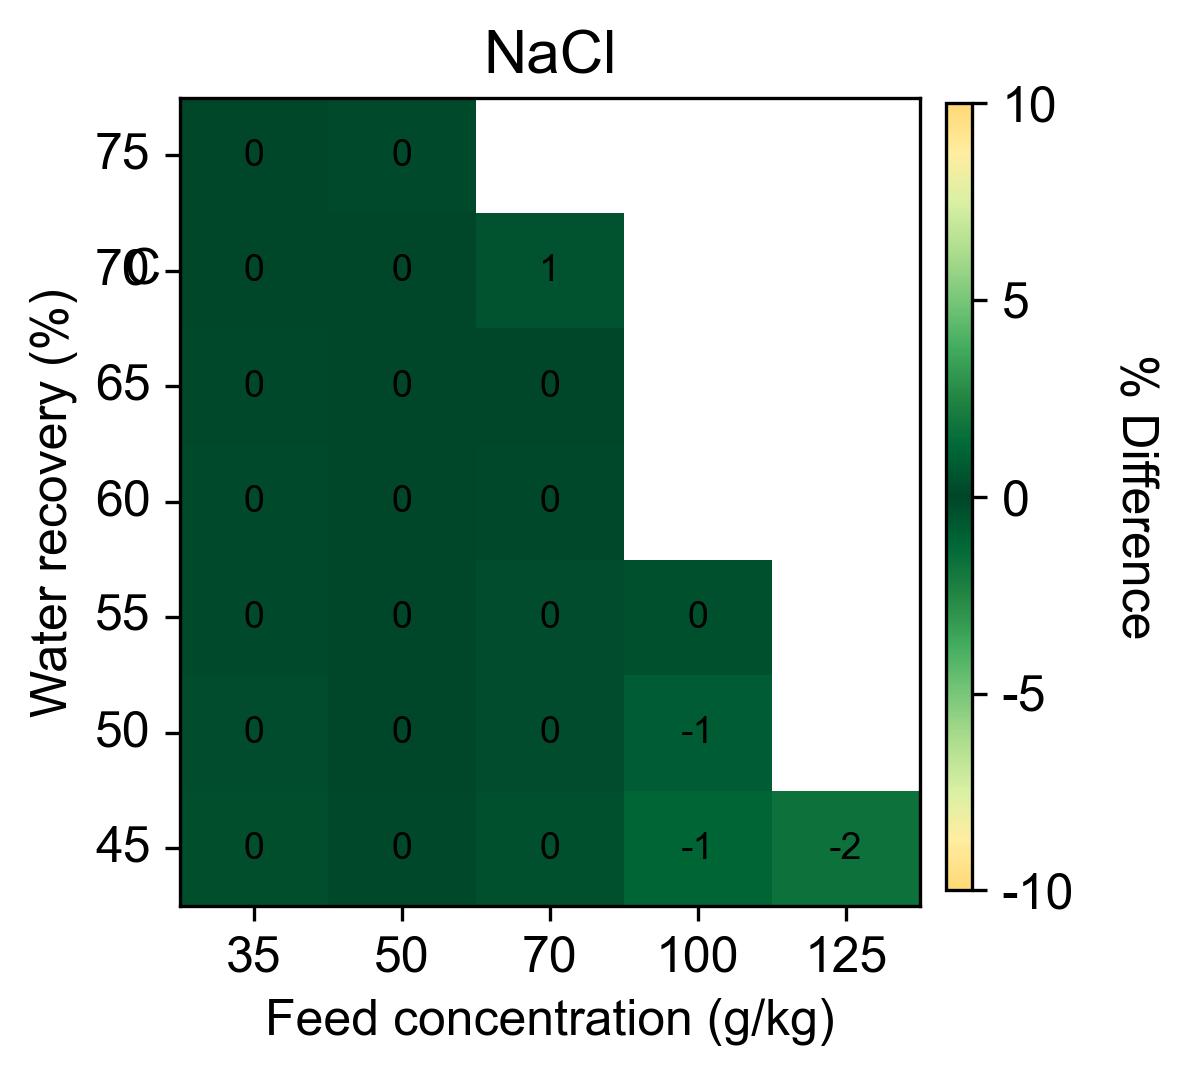 NaCl
10
75 0 0
C
70 0 0 1
5
65 0 0 0
Water recovery (%)
% Difference
60 0 0 0
0
55 0 0 0 0
-5
50 0 0 0 -1
45 0 0 0 -1 -2
-10
35 50 70 100 125
Feed concentration (g/kg)